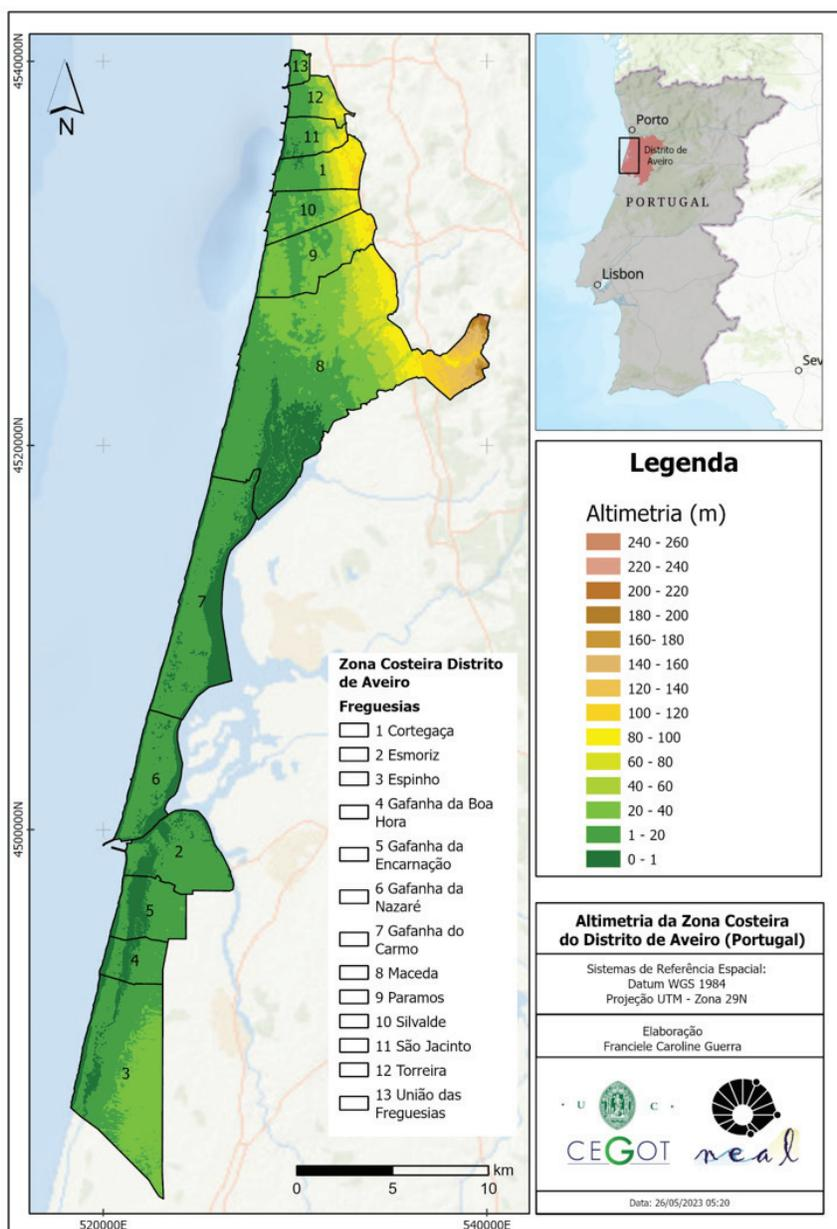 4540000N
4520000N
4500000N
520000E
540000E
N
13
12
11
1
10
9
8
7
6
2
5
4
3
Zona Costeira Distrito
de Aveiro
Freguesias
1 Cortegaça
2 Esmoriz
3 Espinho
4 Gafanha da Boa
Hora
5 Gafanha da
Encarnação
6 Gafanha da
Nazaré
7 Gafanha do
Carmo
8 Maceda
9 Paramos
10 Silvalde
11 São Jacinto
12 Torreira
13 União das
Freguesias
km
0 5 10
Porto
Distrito de
Aveiro
PORTUGAL
Lisbon
Sev
Legenda
Altimetria (m)
240 - 260
220 - 240
200 - 220
180 - 200
160- 180
140 - 160
120 - 140
100 - 120
80 - 100
60 - 80
40 - 60
20 - 40
1 - 20
0 - 1
Altimetria da Zona Costeira
do Distrito de Aveiro (Portugal)
Sistemas de Referência Espacial:
Datum WGS 1984
Projeção UTM - Zona 29N
Elaboração
Franciele Caroline Guerra
· U C ·
CEGOT
neal
Data: 26/05/2023 05:20